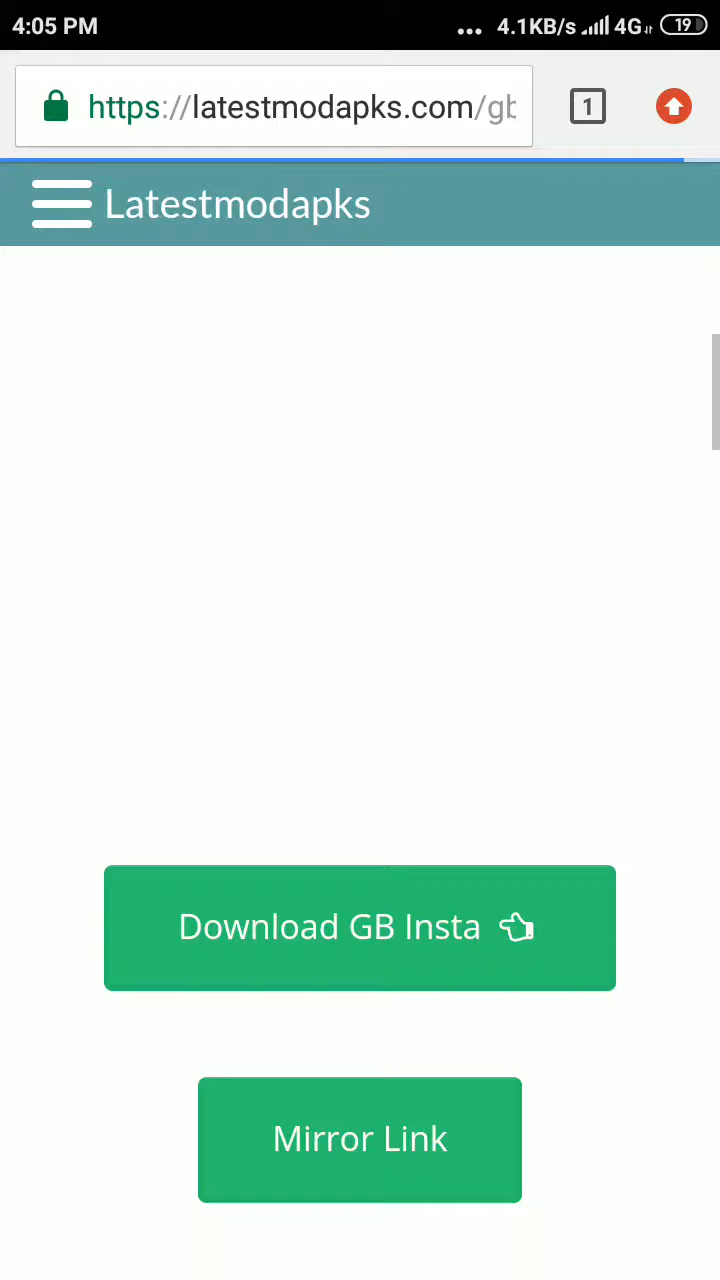 4:05 PM ... 4.1KB/s 4G 19
https://latestmodapks.com/gb 1
Latestmodapks
Download GB Insta
Mirror Link